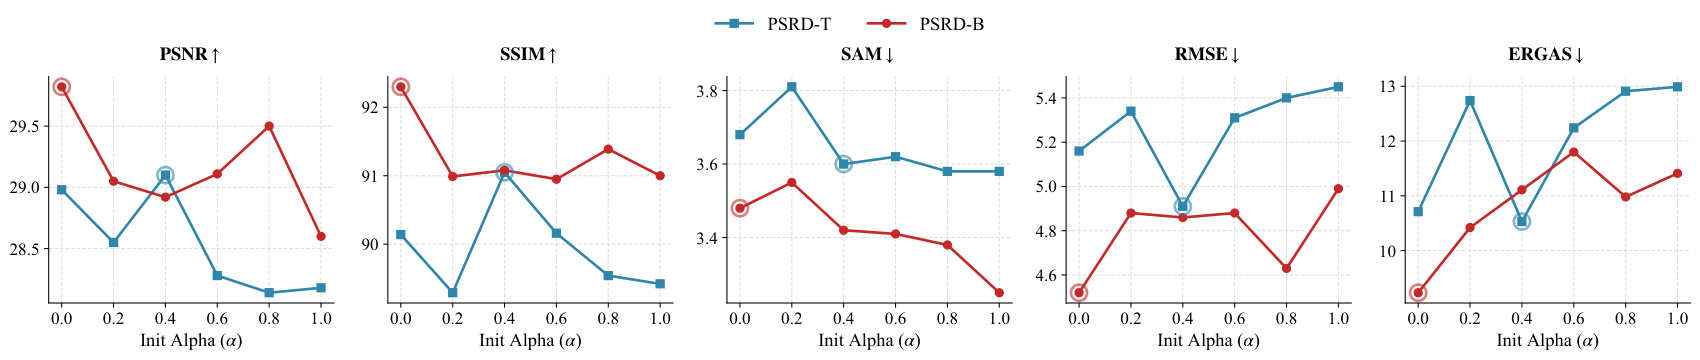 PSRD-T PSRD-B
PSNR↑ SSIM↑ SAM↓ RMSE↓ ERGAS↓
29.5
29.0
28.5
0.0 0.2 0.4 0.6 0.8 1.0
Init Alpha (α)
92
91
90
0.0 0.2 0.4 0.6 0.8 1.0
Init Alpha (α)
3.8
3.6
3.4
0.0 0.2 0.4 0.6 0.8 1.0
Init Alpha (α)
5.4
5.2
5.0
4.8
4.6
0.0 0.2 0.4 0.6 0.8 1.0
Init Alpha (α)
13
12
11
10
0.0 0.2 0.4 0.6 0.8 1.0
Init Alpha (α)